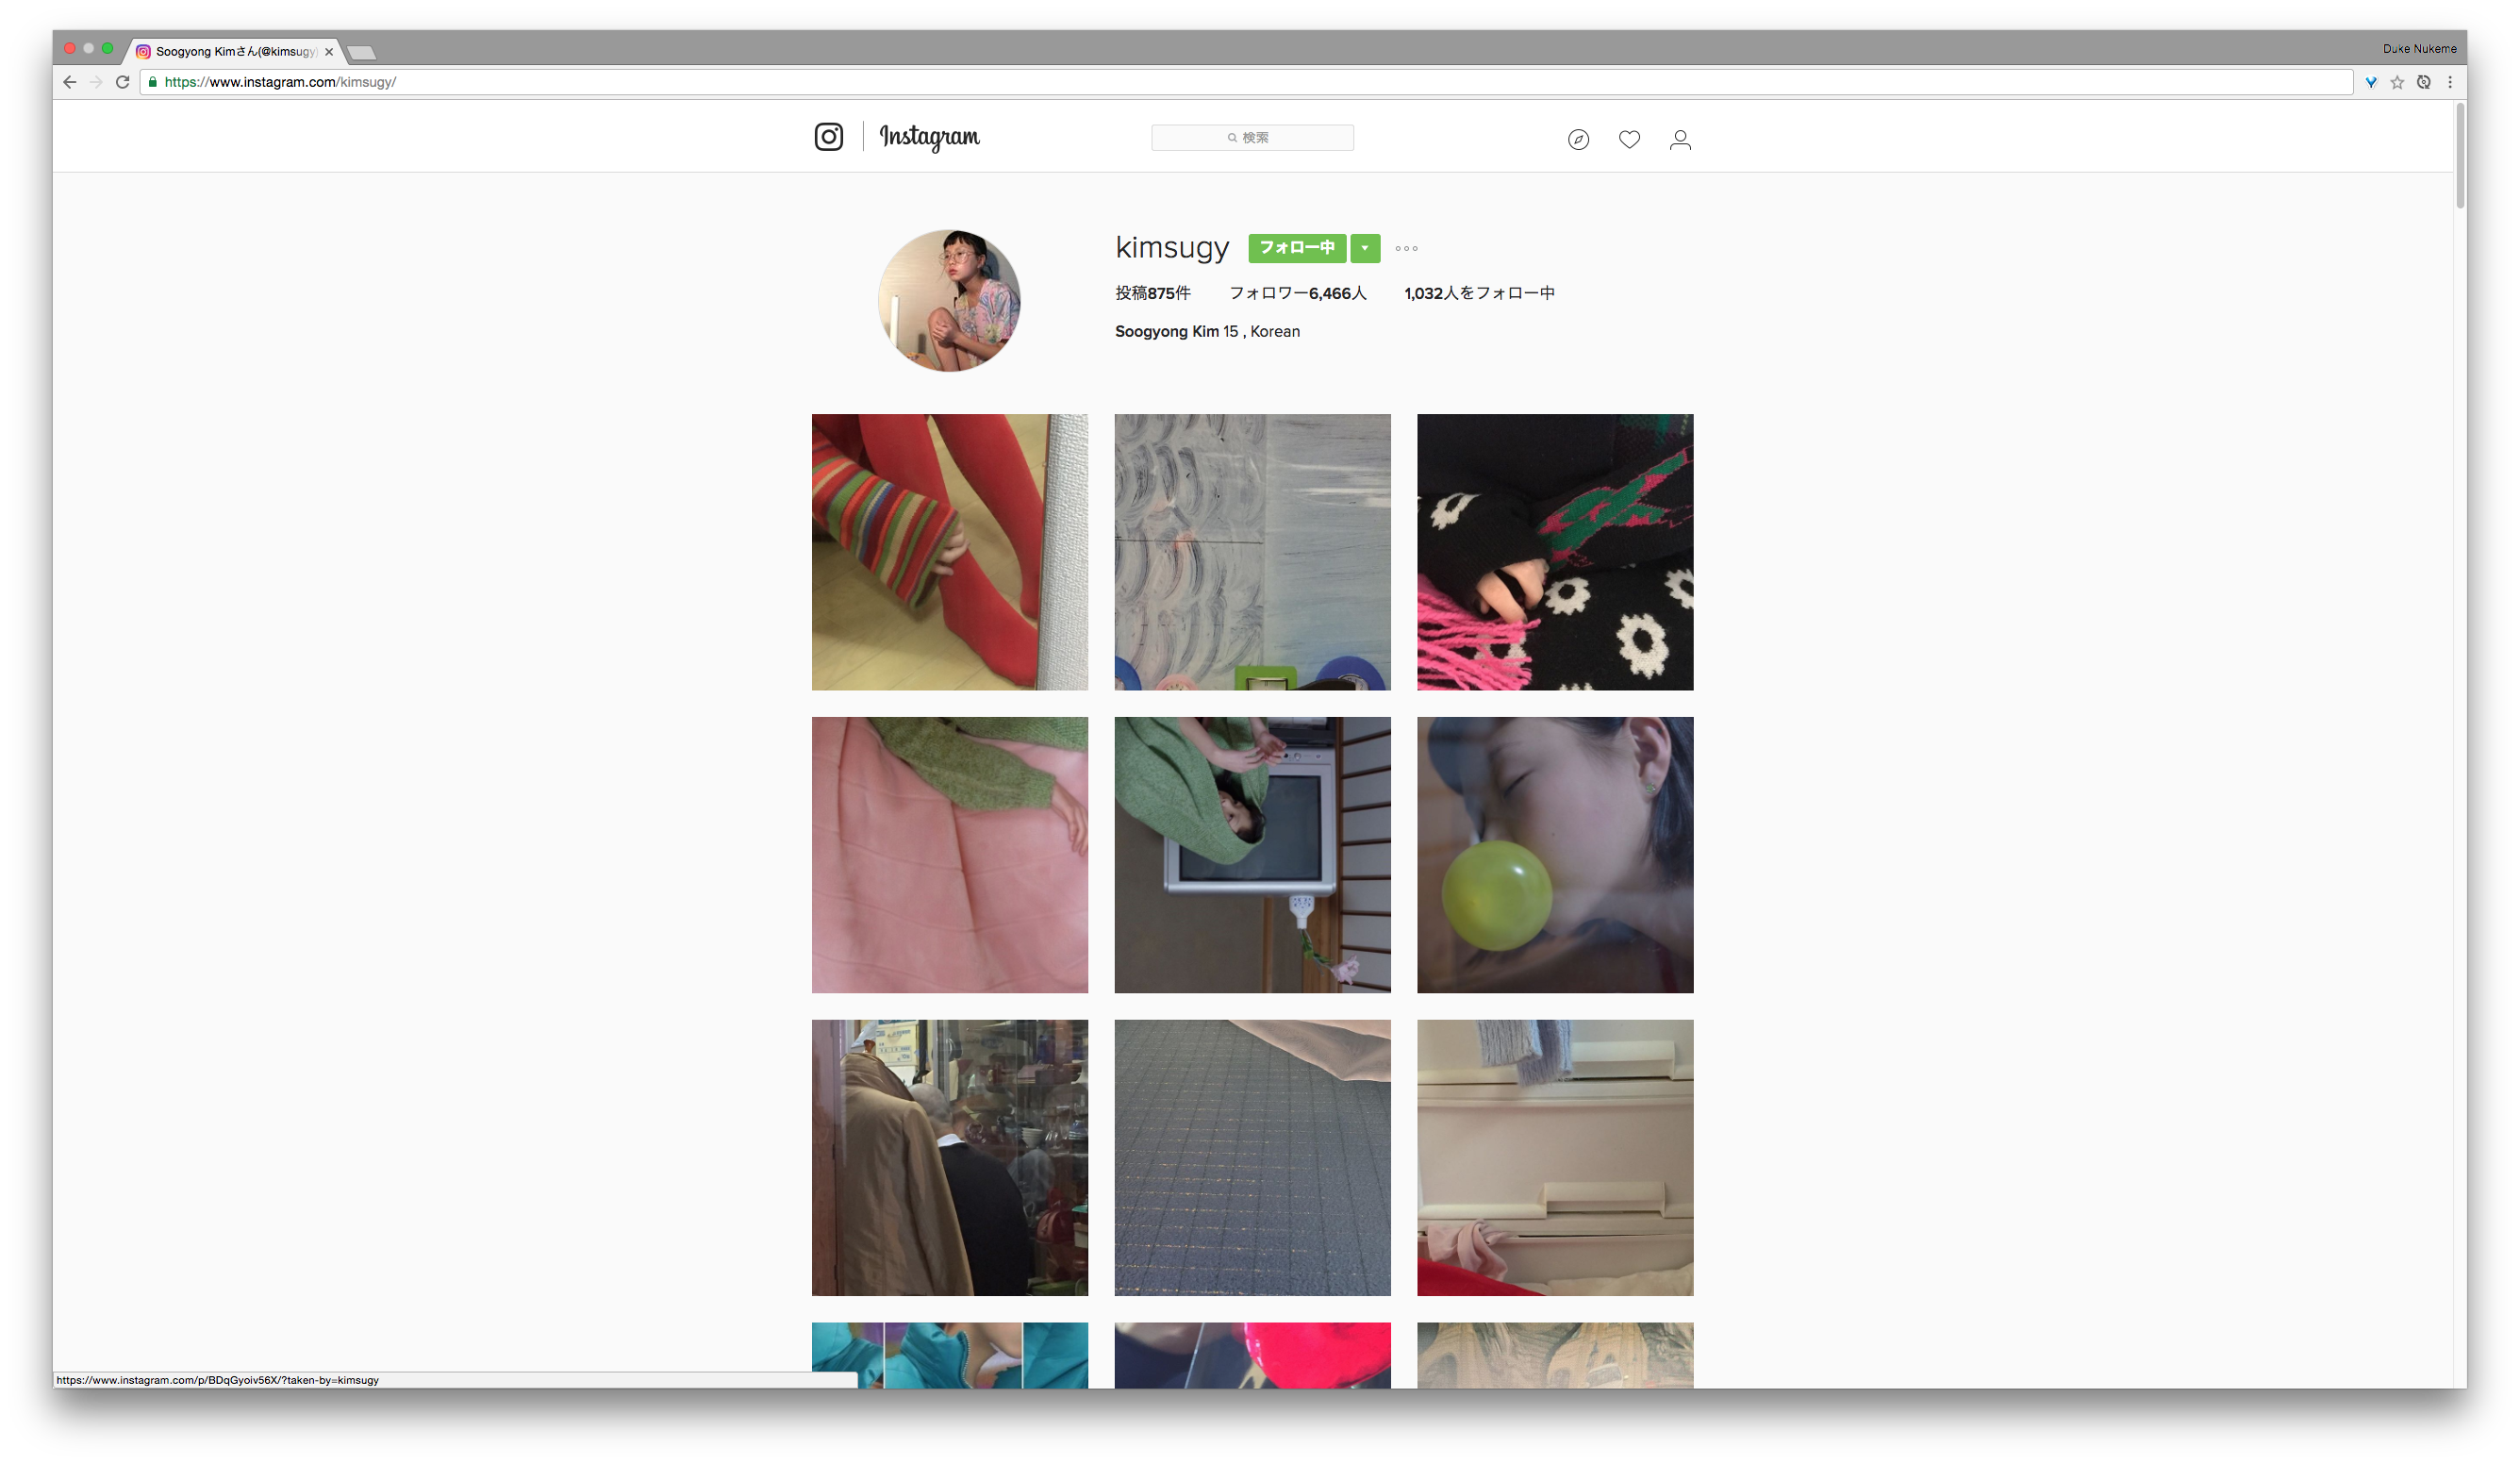 Soogyong Kimさん(@kimsugy)
Duke Nukeme
https://www.instagram.com/kimsugy/
Instagram
検索
kimsugy フォロー中
投稿875件 フォロワー6,466人 1,032人をフォロー中
Soogyong Kim 15 , Korean
https://www.instagram.com/p/BDqGyoiv56X/?taken-by=kimsugy